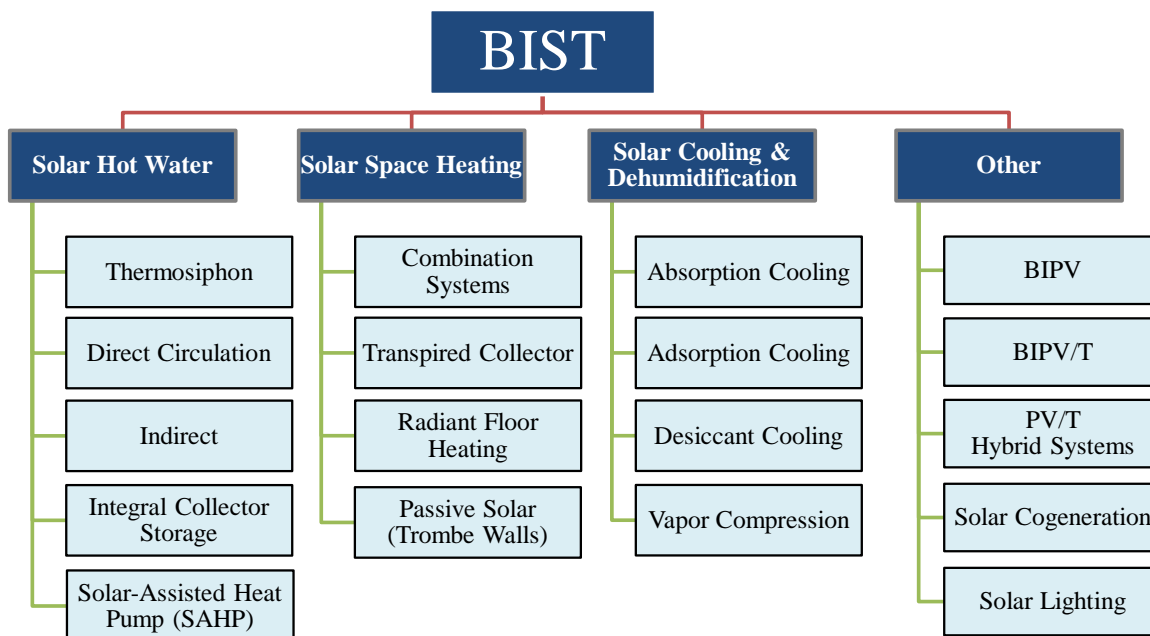 BIST
Solar Hot Water
Thermosiphon
Direct Circulation
Indirect
Integral Collector
Storage
Solar-Assisted Heat
Pump (SAHP)
Solar Space Heating
Combination
Systems
Transpired Collector
Radiant Floor
Heating
Passive Solar
(Trombe Walls)
Solar Cooling &
Dehumidification
Absorption Cooling
Adsorption Cooling
Desiccant Cooling
Vapor Compression
Other
BIPV
BIPV/T
PV/T
Hybrid Systems
Solar Cogeneration
Solar Lighting